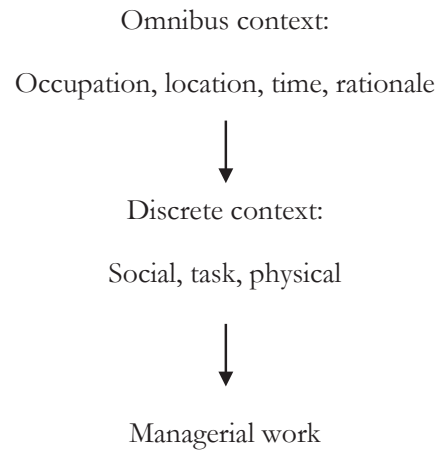 Omnibus context:
Occupation, location, time, rationale
Discrete context:
Social, task, physical
Managerial work